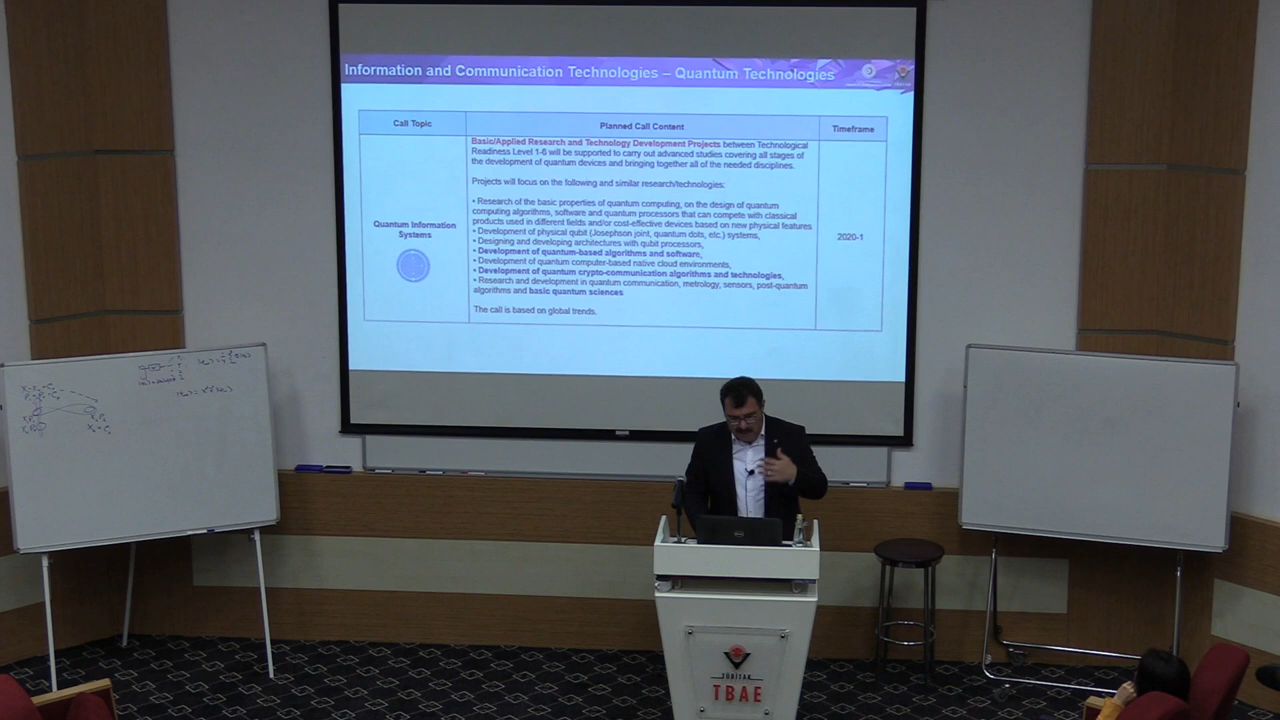 Information and Communication Technologies – Quantum Technologies
Call Topic
Planned Call Content
Timeframe
Quantum Information
Systems
Basic/Applied Research and Technology Development Projects between Technological
Readiness Level 1-6 will be supported to carry out advanced studies covering all stages of
the development of quantum devices and bringing together all of the needed disciplines.
Projects will focus on the following and similar research/technologies:
• Research of the basic properties of quantum computing, on the design of quantum
computing algorithms, software and quantum processors that can compete with classical
products used in different fields and/or cost-effective devices based on new physical features
• Development of physical qubit (Josephson joint, quantum dots, etc.) systems,
• Designing and developing architectures with qubit processors,
• Development of quantum-based algorithms and software,
• Development of quantum computer-based native cloud environments,
• Development of quantum crypto-communication algorithms and technologies,
• Research and development in quantum communication, metrology, sensors, post-quantum
algorithms and basic quantum sciences
The call is based on global trends.
2020-1
DELL
TÜBİTAK
TBAE